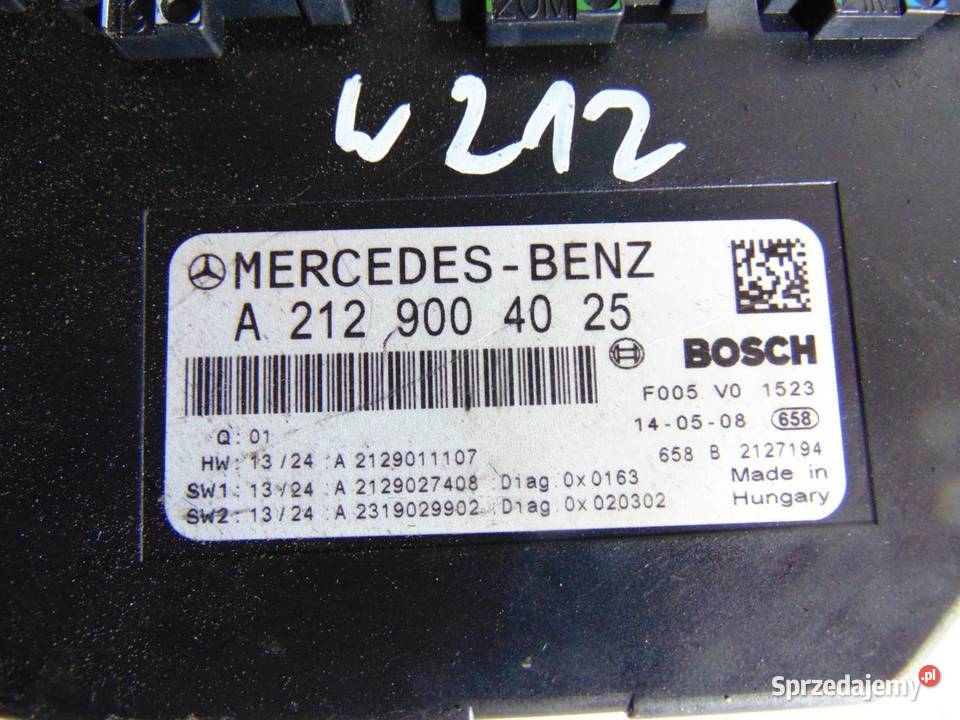 20M
W212
MERCEDES-BENZ
A 212 900 40 25
BOSCH
F005 V0 1523
14-05-08 658
Q: 01
658 B 2127194
HW: 13/24 A 2129011107
Made in
SW1: 13/24 A 2129027408 Diag 0x0163
Hungary
SW2: 13/24 A 2319029902 Diag 0x020302
Sprzedajemy.pl